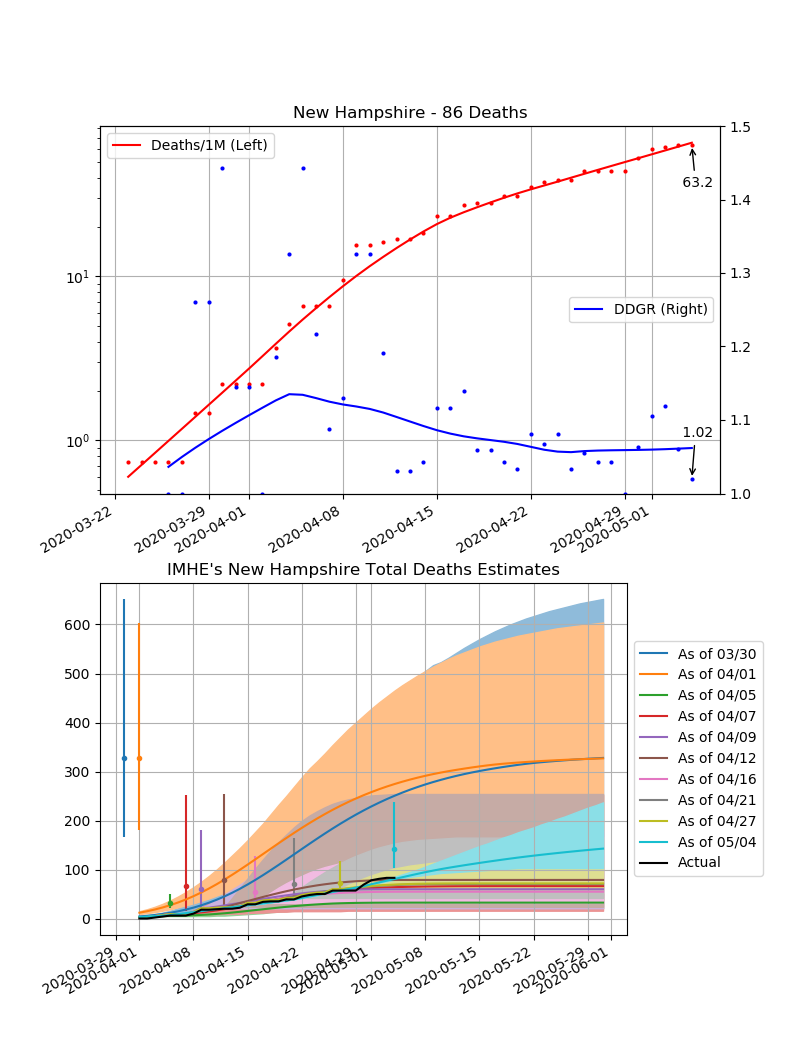 New Hampshire - 86 Deaths
Deaths/1M (Left)
DDGR (Right)
63.2
1.02
10¹
10⁰
1.5
1.4
1.3
1.2
1.1
1.0
2020-03-22
2020-03-29
2020-04-01
2020-04-08
2020-04-15
2020-04-22
2020-04-29
2020-05-01
IMHE's New Hampshire Total Deaths Estimates
600
500
400
300
200
100
0
As of 03/30
As of 04/01
As of 04/05
As of 04/07
As of 04/09
As of 04/12
As of 04/16
As of 04/21
As of 04/27
As of 05/04
Actual
2020-03-29
2020-04-01
2020-04-08
2020-04-15
2020-04-22
2020-04-29
2020-05-01
2020-05-08
2020-05-15
2020-05-22
2020-05-29
2020-06-01